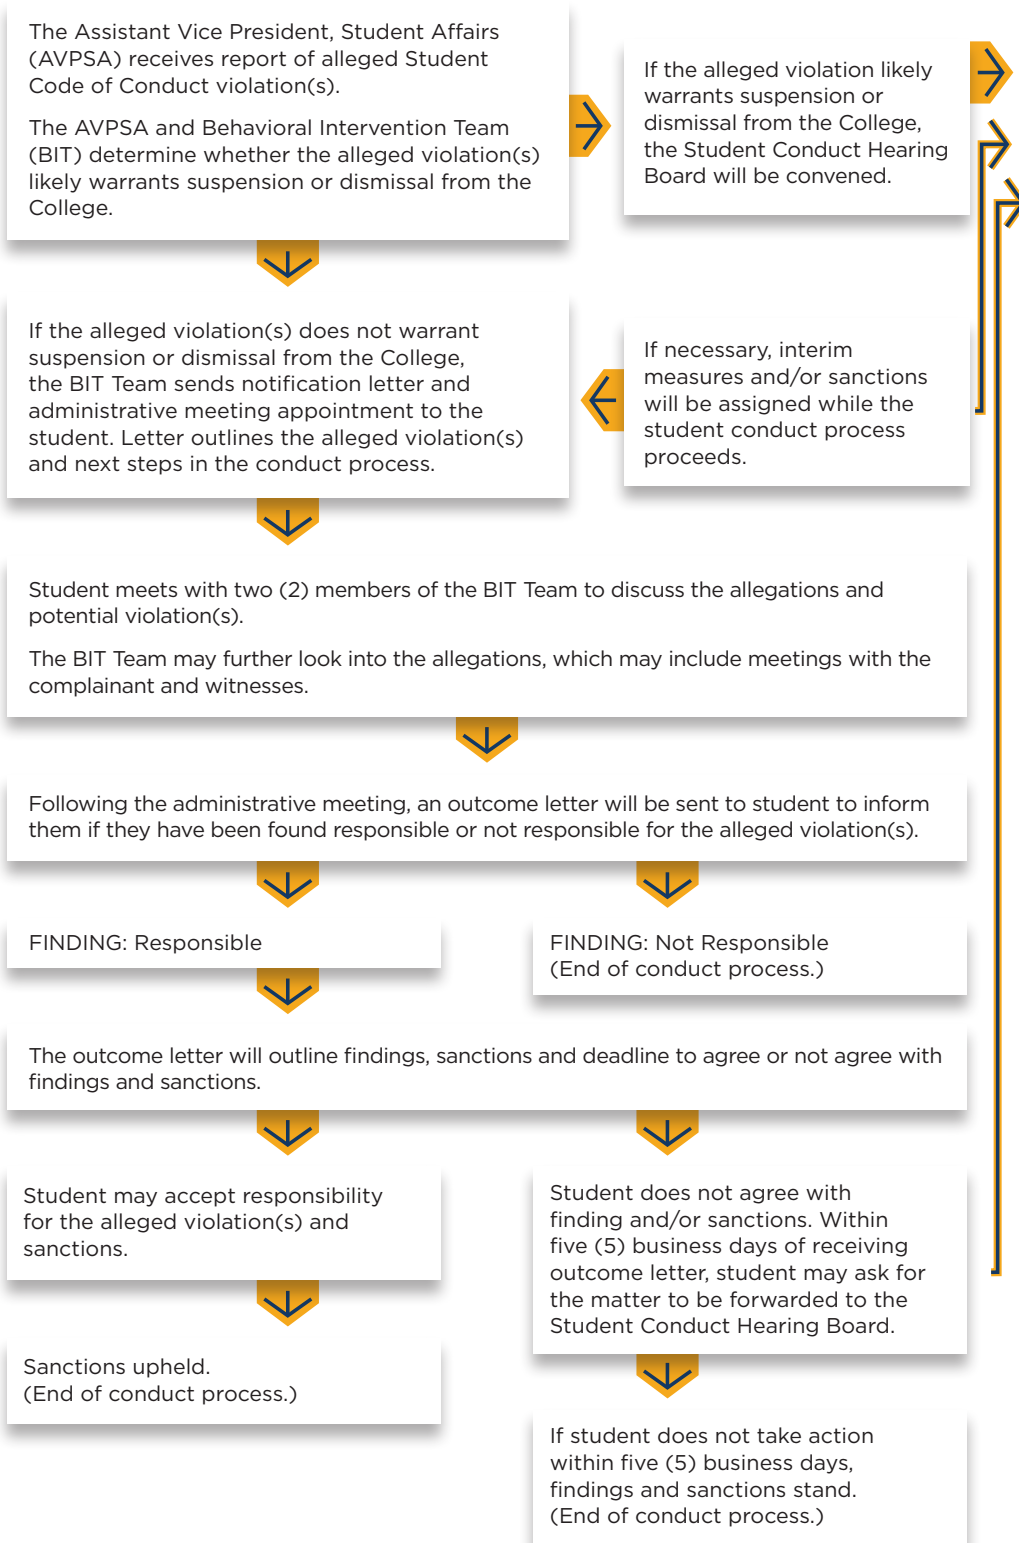 The Assistant Vice President, Student Affairs
(AVPSA) receives report of alleged Student
Code of Conduct violation(s).
The AVPSA and Behavioral Intervention Team
(BIT) determine whether the alleged violation(s)
likely warrants suspension or dismissal from the
College.
If the alleged violation likely
warrants suspension or
dismissal from the College,
the Student Conduct Hearing
Board will be convened.
If the alleged violation(s) does not warrant
suspension or dismissal from the College,
the BIT Team sends notification letter and
administrative meeting appointment to the
student. Letter outlines the alleged violation(s)
and next steps in the conduct process.
If necessary, interim
measures and/or sanctions
will be assigned while the
student conduct process
proceeds.
Student meets with two (2) members of the BIT Team to discuss the allegations and
potential violation(s).
The BIT Team may further look into the allegations, which may include meetings with the
complainant and witnesses.
Following the administrative meeting, an outcome letter will be sent to student to inform
them if they have been found responsible or not responsible for the alleged violation(s).
FINDING: Responsible
FINDING: Not Responsible
(End of conduct process.)
The outcome letter will outline findings, sanctions and deadline to agree or not agree with
findings and sanctions.
Student may accept responsibility
for the alleged violation(s) and
sanctions.
Student does not agree with
finding and/or sanctions. Within
five (5) business days of receiving
outcome letter, student may ask for
the matter to be forwarded to the
Student Conduct Hearing Board.
Sanctions upheld.
(End of conduct process.)
If student does not take action
within five (5) business days,
findings and sanctions stand.
(End of conduct process.)